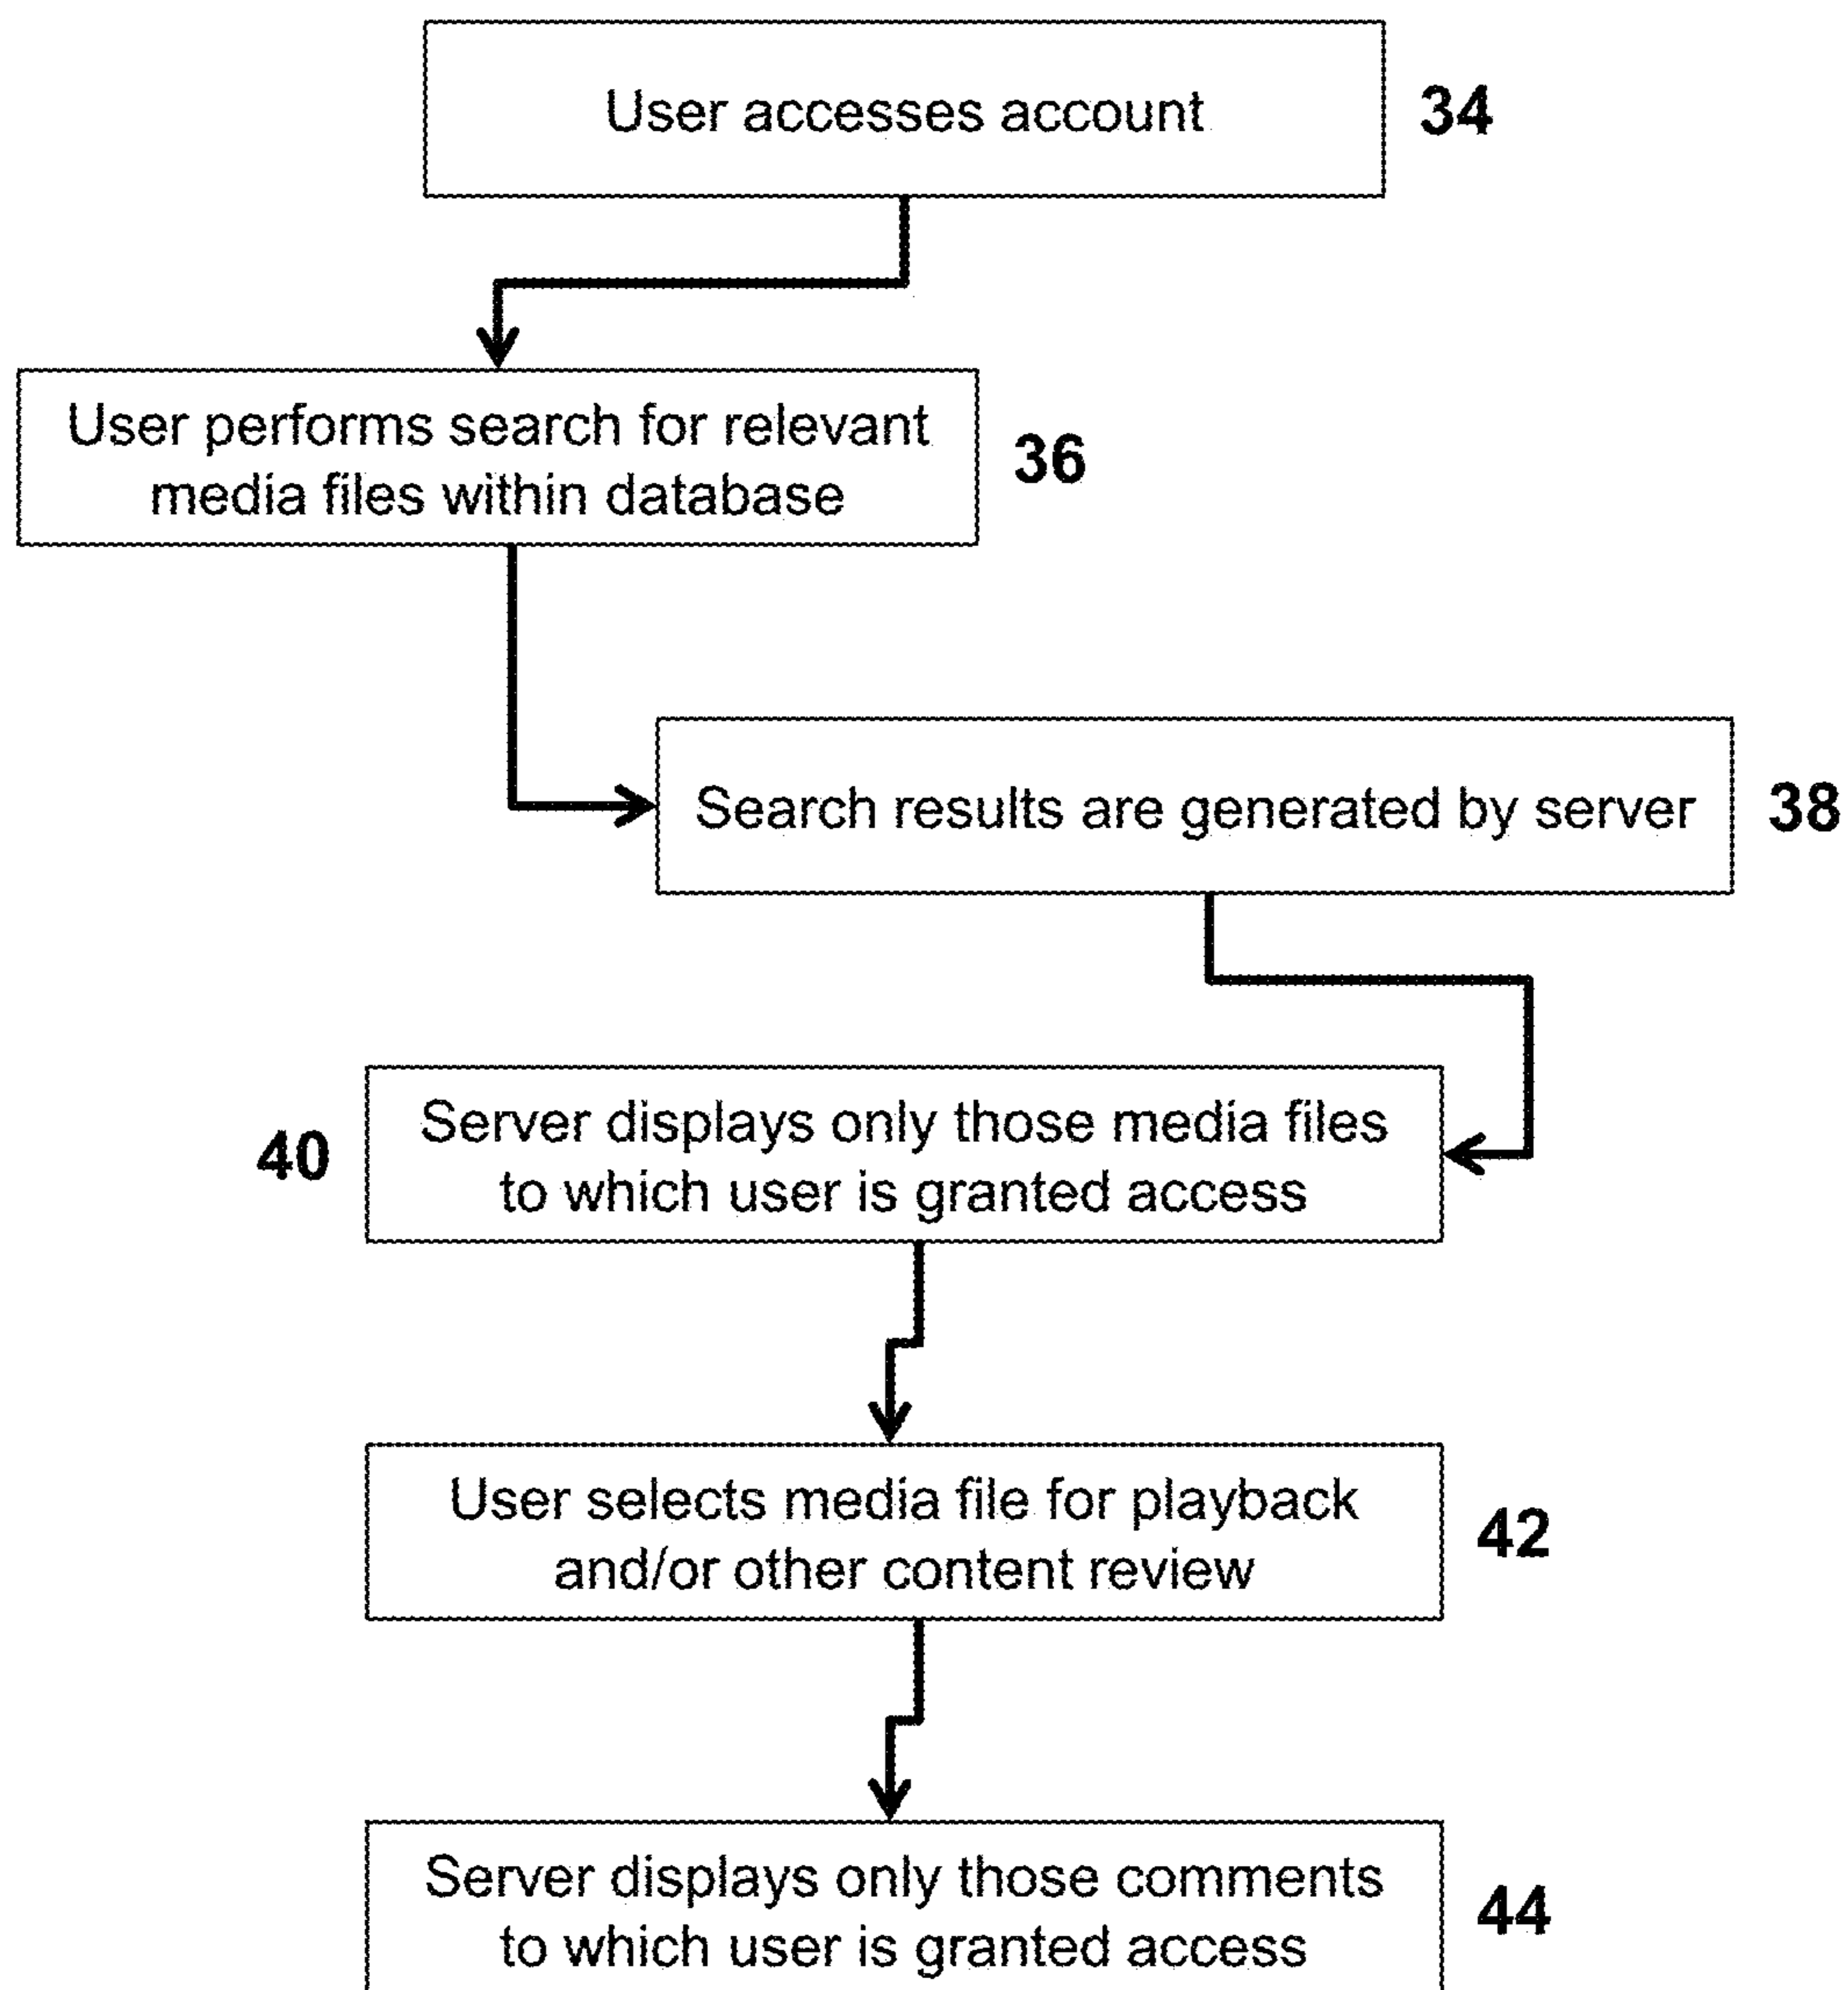 User accesses account
34
User performs search for relevant
media files within database
36
Search results are generated by server
38
40
Server displays only those media files
to which user is granted access
User selects media file for playback
and/or other content review
42
Server displays only those comments
to which user is granted access
44